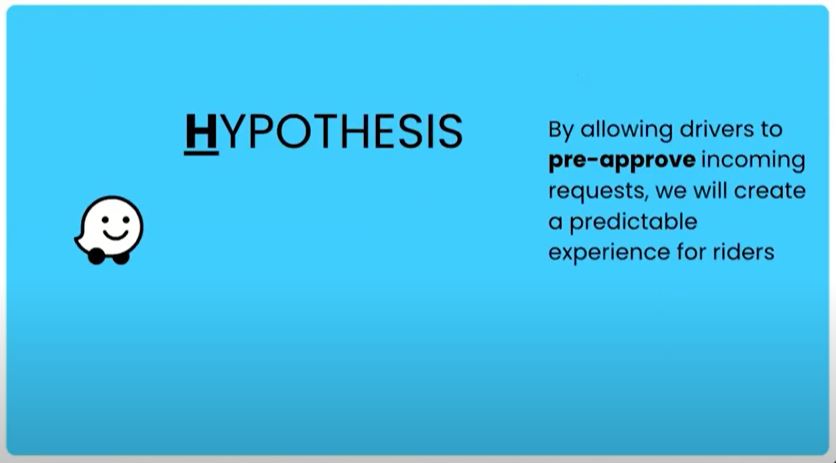 HYPOTHESIS
By allowing drivers to
pre-approve incoming
requests, we will create
a predictable
experience for riders